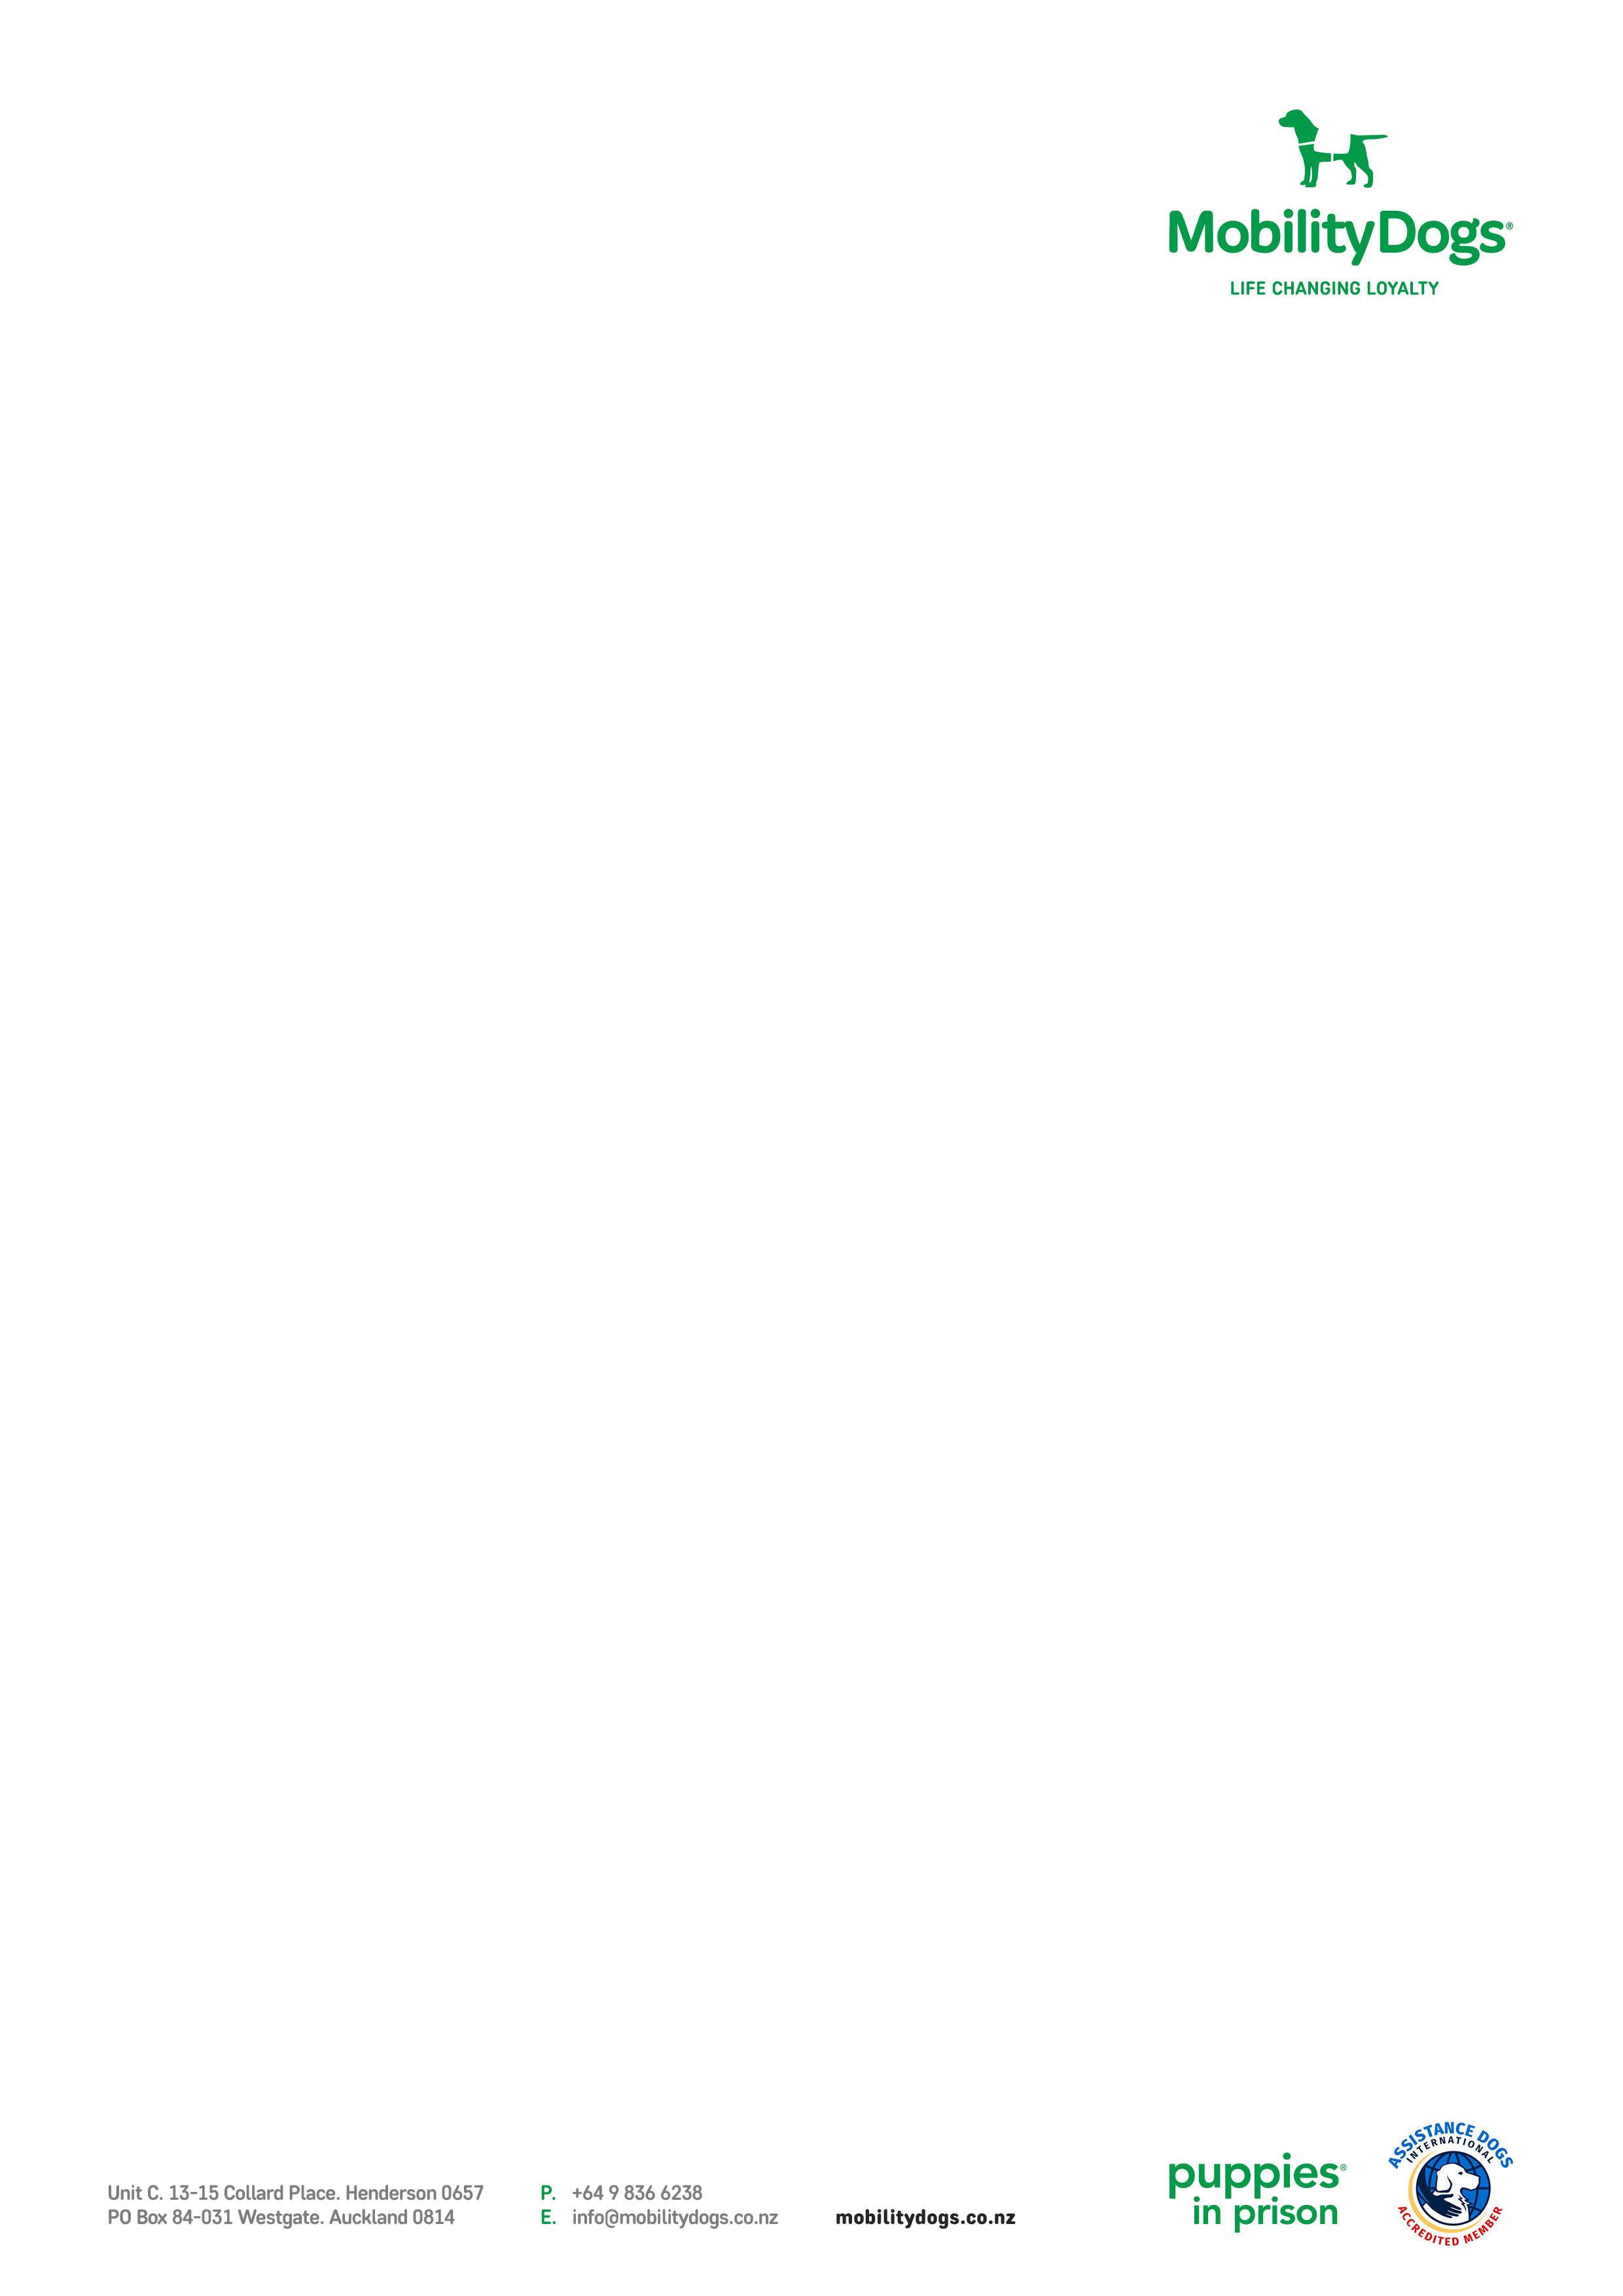 MobilityDogs®
LIFE CHANGING LOYALTY
Unit C. 13-15 Collard Place. Henderson 0657
PO Box 84-031 Westgate. Auckland 0814
P. +64 9 836 6238
E. info@mobilitydogs.co.nz
mobilitydogs.co.nz
puppies®
in prison
ASSISTANCE DOGS
INTERNATIONAL
ACCREDITED MEMBER